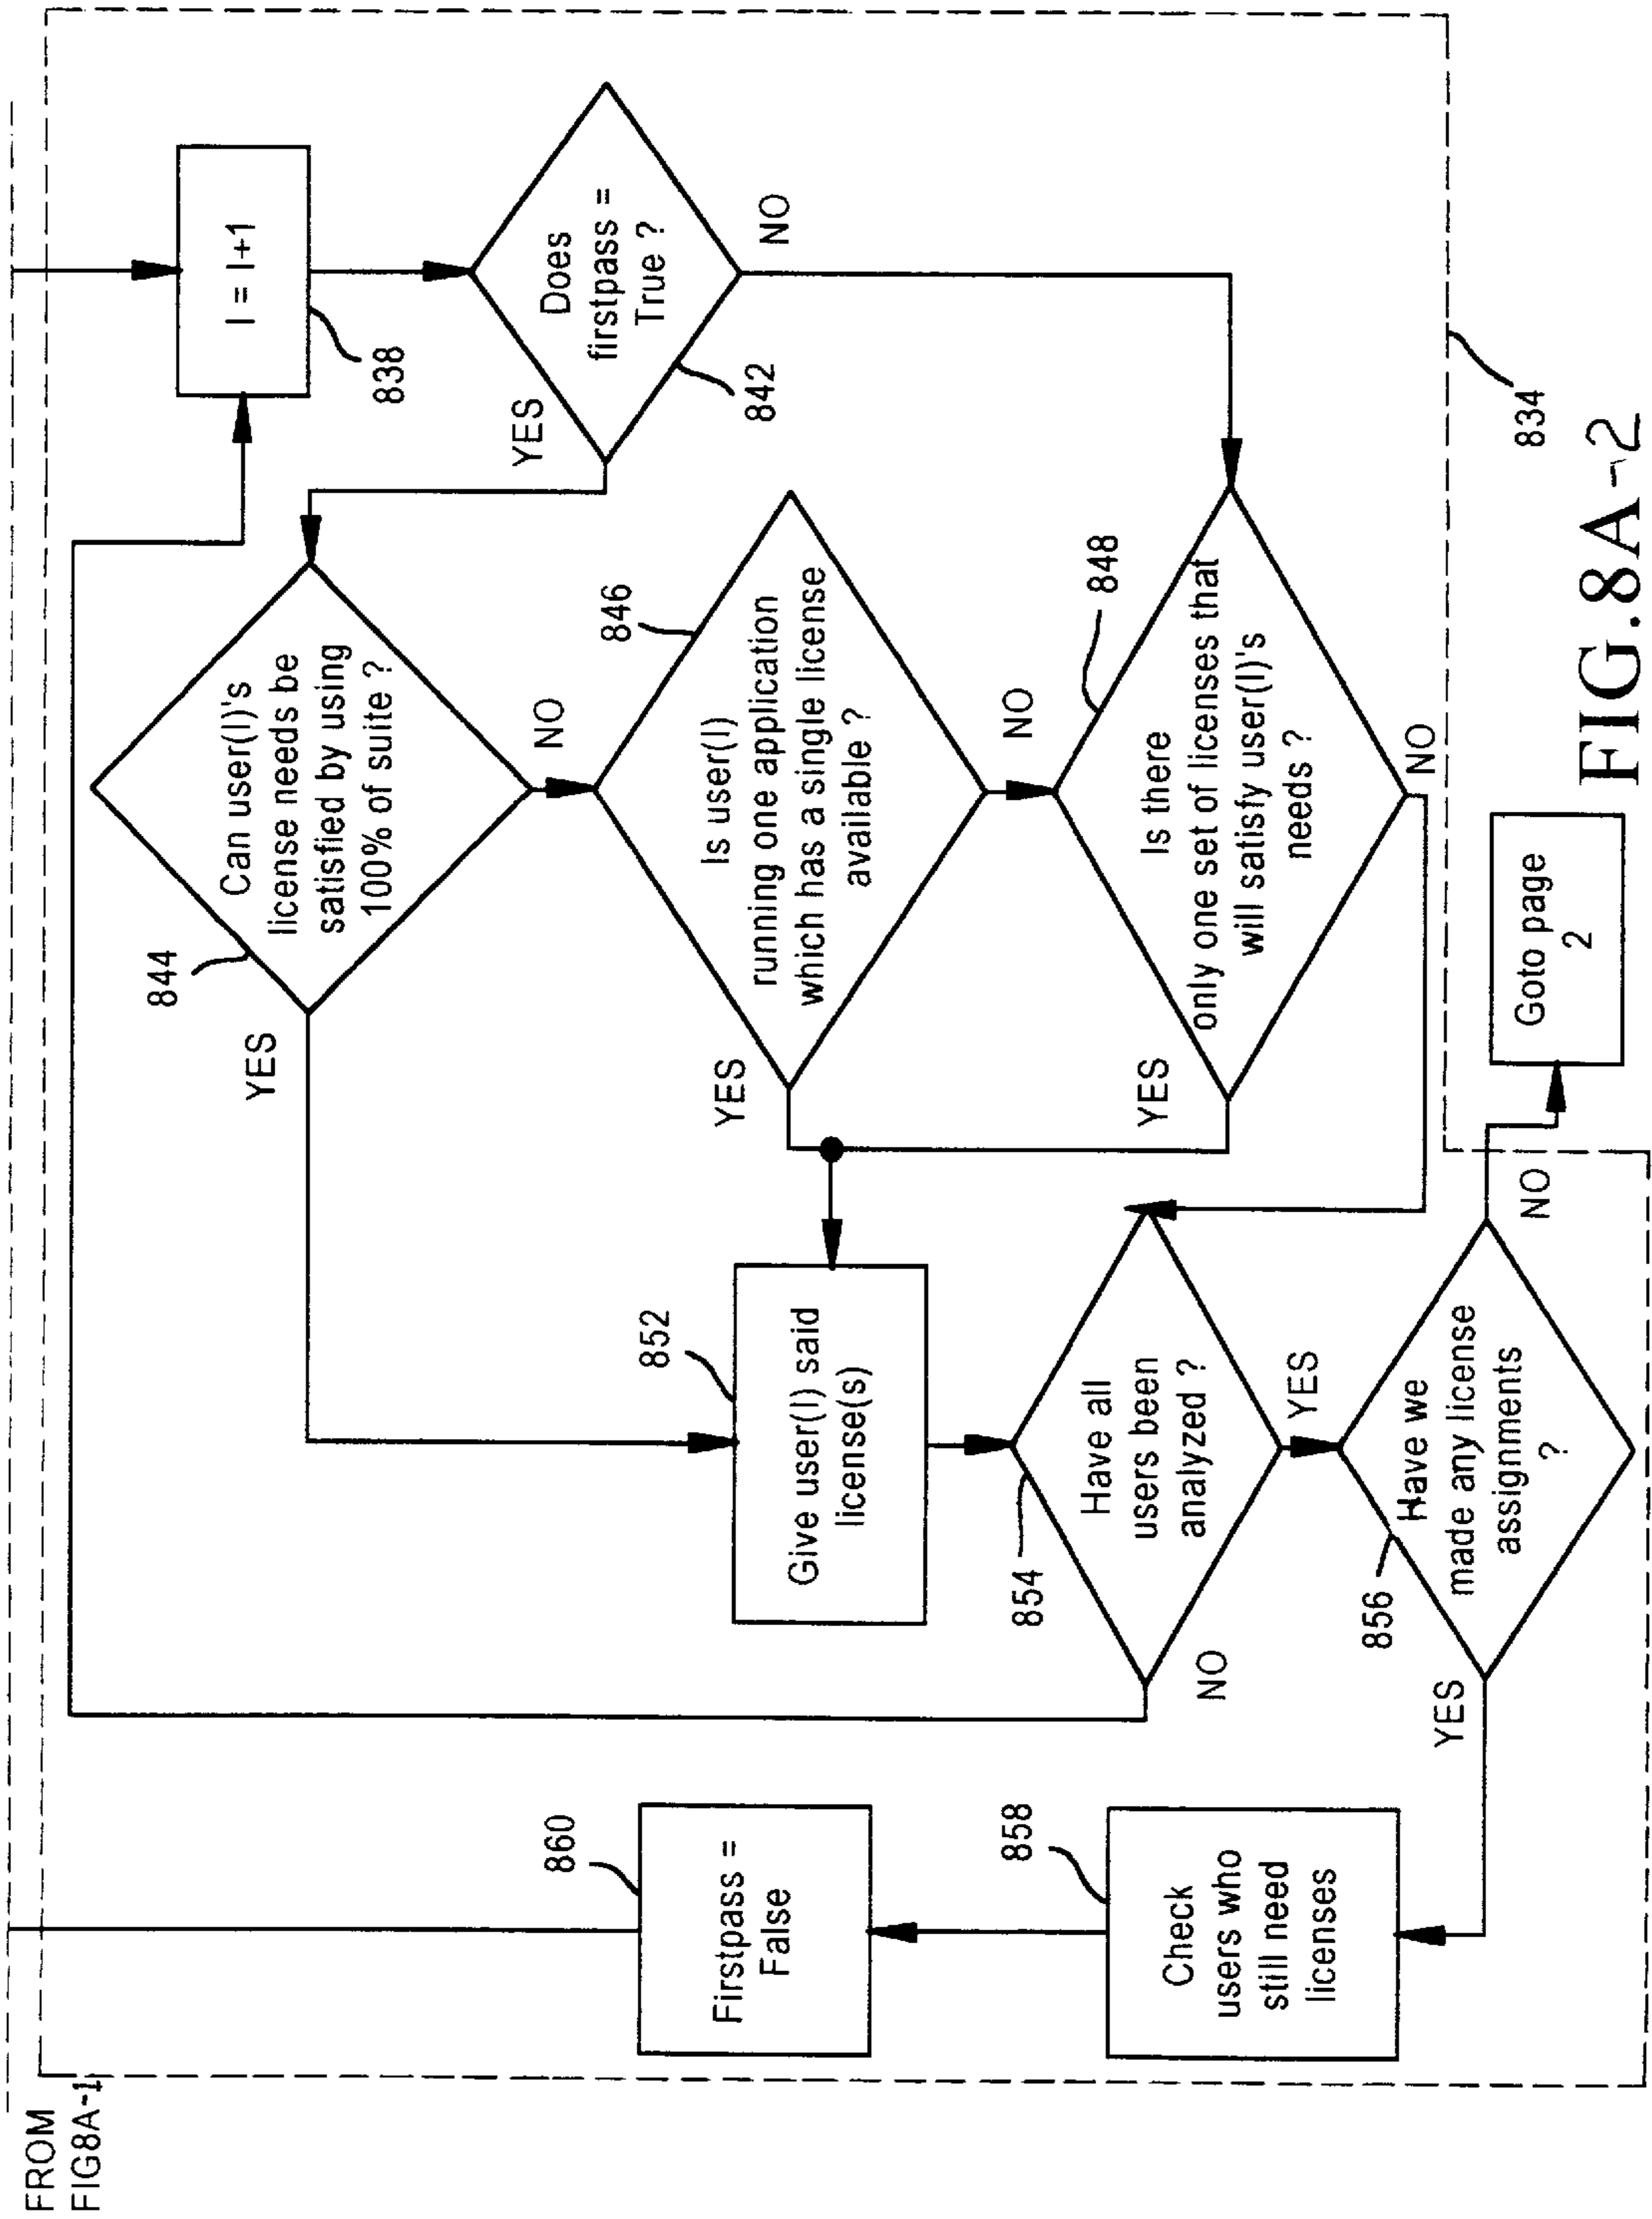 FROM
FIG8A-1
I = I+1
838
Does
firstpass =
True ?
842
YES
NO
Can user(I)'s
license needs be
satisfied by using
100% of suite ?
844
YES
NO
Is user(I)
running one application
which has a single license
available ?
846
YES
NO
Is there
only one set of licenses that
will satisfy user(I)'s
needs ?
848
YES
NO
Give user(I) said
license(s)
852
Have all
users been
analyzed ?
854
NO
YES
Have we
made any license
assignments
?
856
YES
NO
Check
users who
still need
licenses
858
Firstpass =
False
860
Goto page
2
834
FIG.8A-2